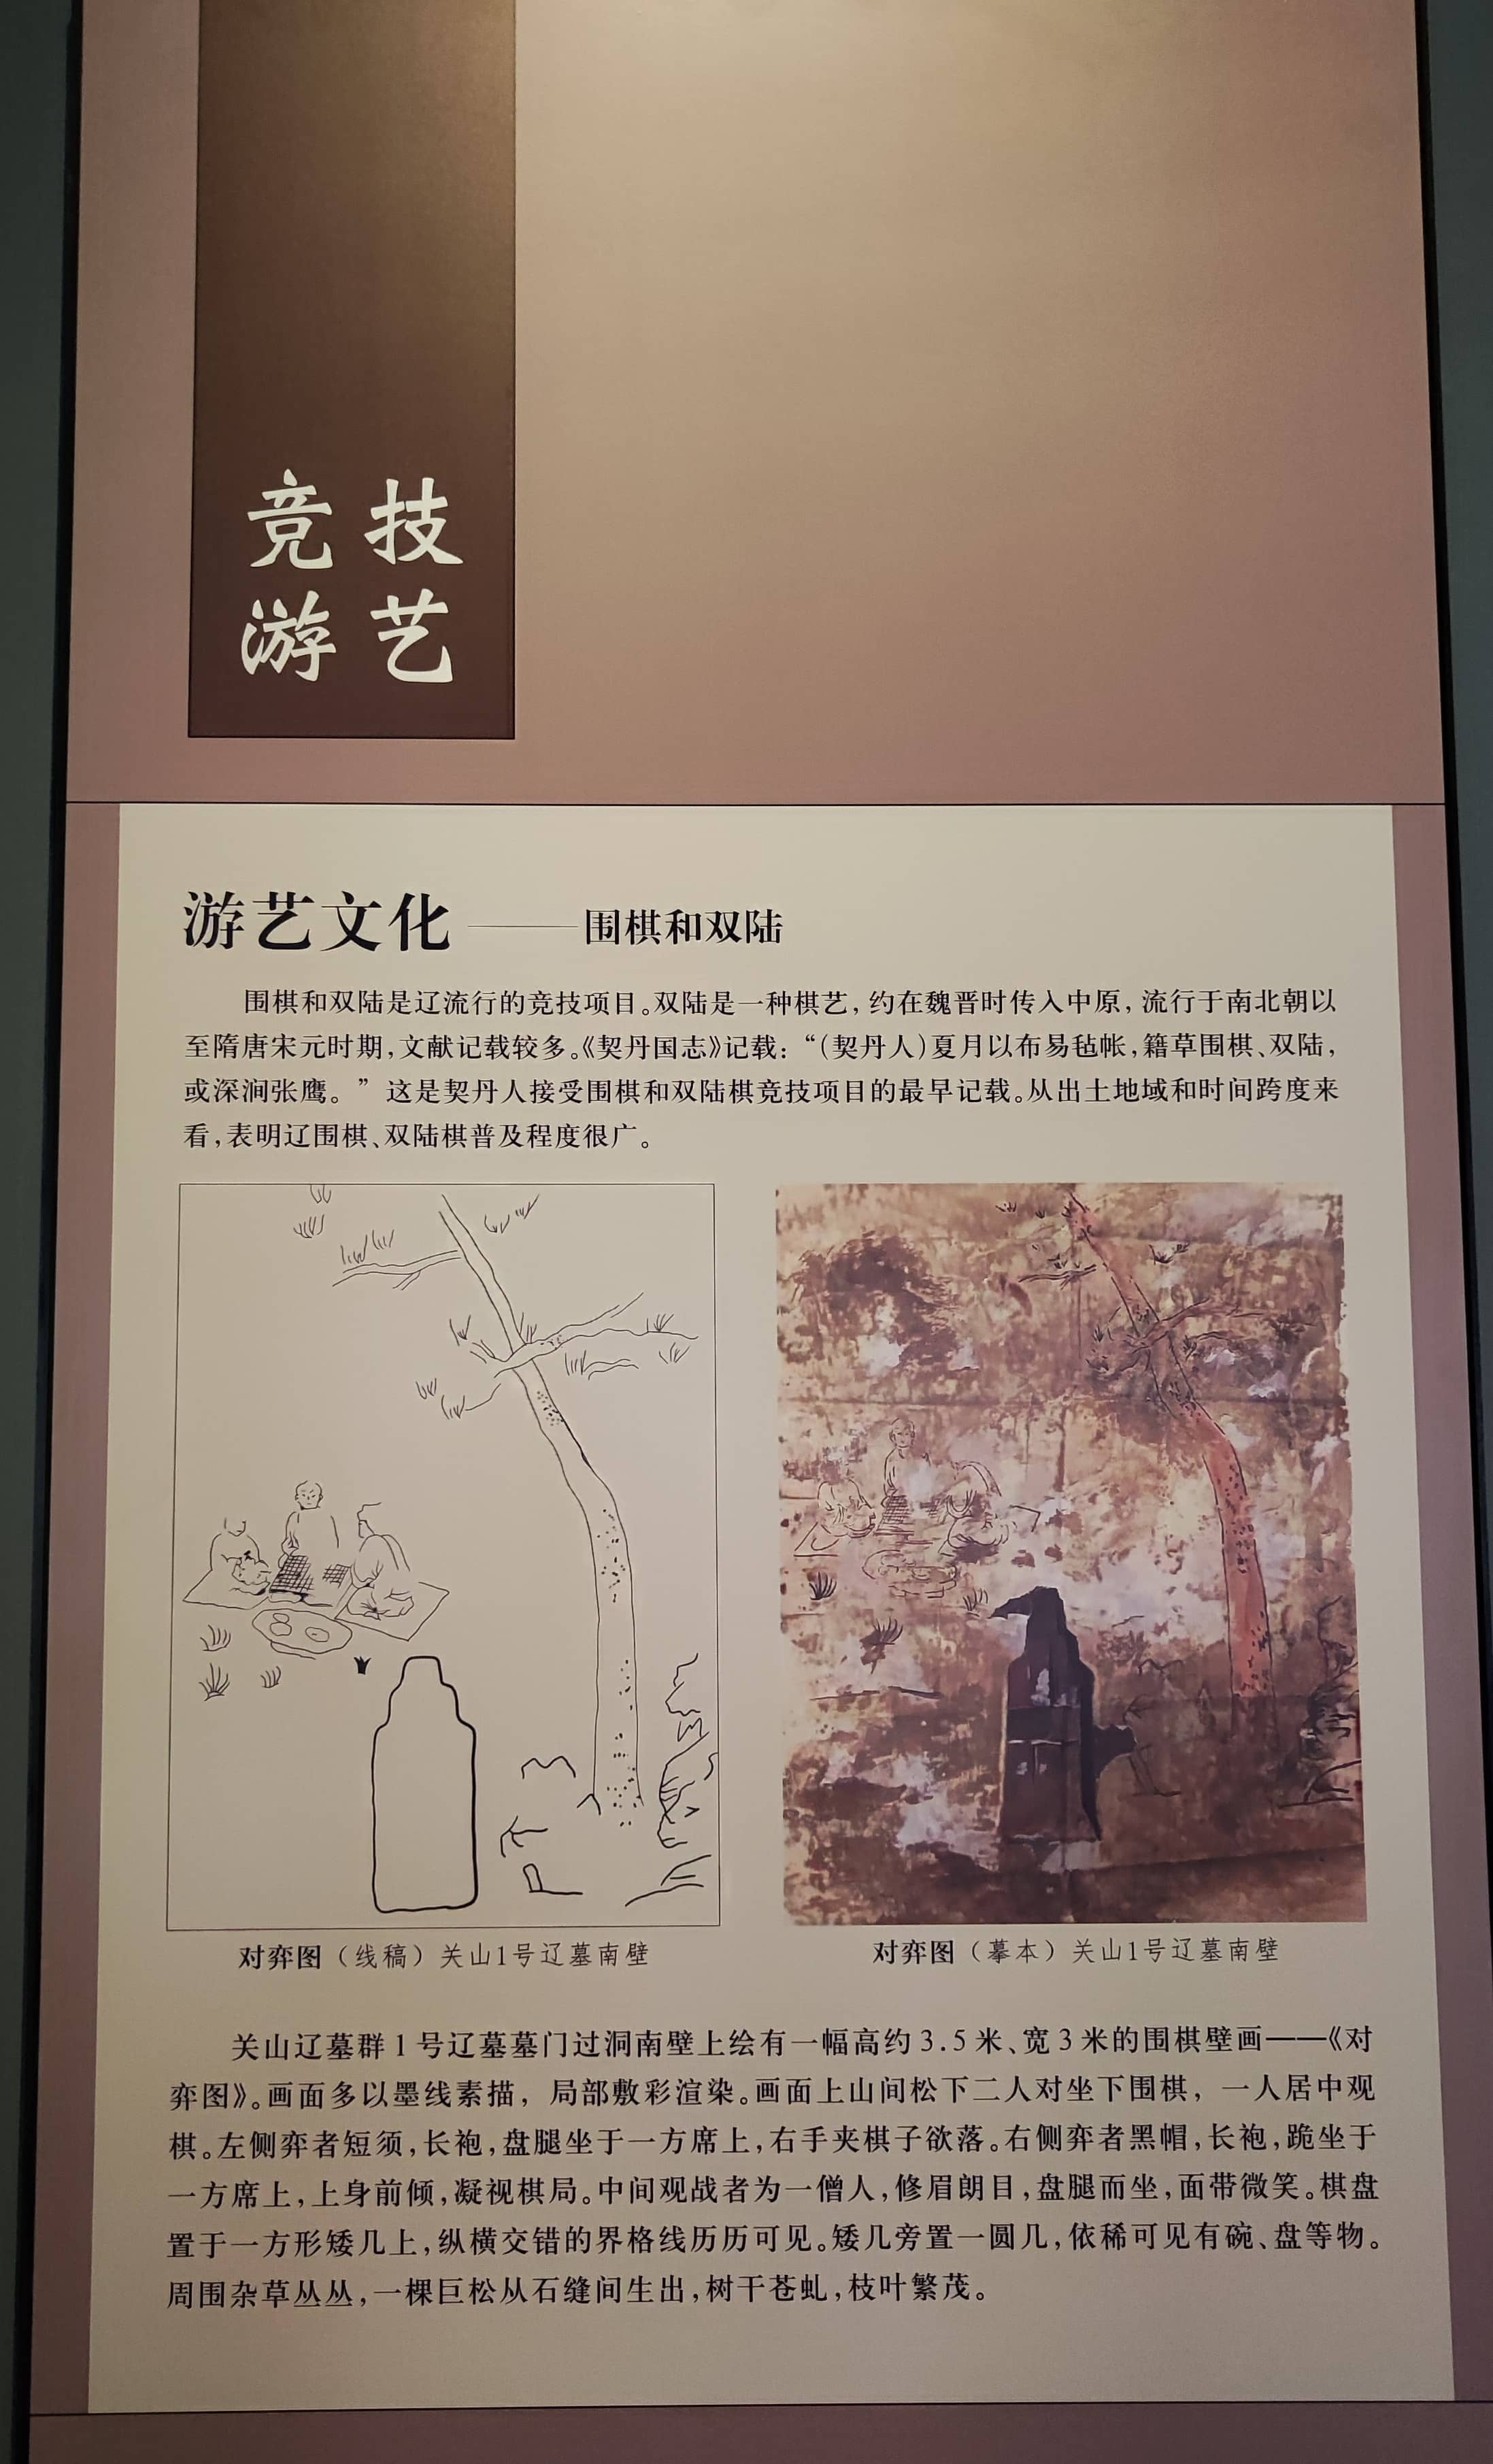 竞技
游艺
游艺文化——围棋和双陆
围棋和双陆是辽流行的竞技项目。双陆是一种棋艺，约在魏晋时传入中原，流行于南北朝以
至隋唐宋元时期，文献记载较多。《契丹国志》记载：“（契丹人）夏月以布易毡帐，籍草围棋、双陆，
或深涧张鹰。”这是契丹人接受围棋和双陆棋竞技项目的最早记载。从出土地域和时间跨度来
看，表明辽围棋、双陆棋普及程度很广。
对弈图（线稿）关山1号辽墓南壁
对弈图（摹本）关山1号辽墓南壁
关山辽墓群1号辽墓墓门过洞南壁上绘有一幅高约3.5米、宽3米的围棋壁画——《对
弈图》。画面多以墨线素描，局部敷彩渲染。画面上山间松下二人对坐下围棋，一人居中观
棋。左侧弈者短须，长袍，盘腿坐于一方席上，右手夹棋子欲落。右侧弈者黑帽，长袍，跪坐于
一方席上，上身前倾，凝视棋局。中间观战者为一僧人，修眉朗目，盘腿而坐，面带微笑。棋盘
置于一方形矮几上，纵横交错的界格线历历可见。矮几旁置一圆几，依稀可见有碗、盘等物。
周围杂草丛丛，一棵巨松从石缝间生出，树干苍虬，枝叶繁茂。